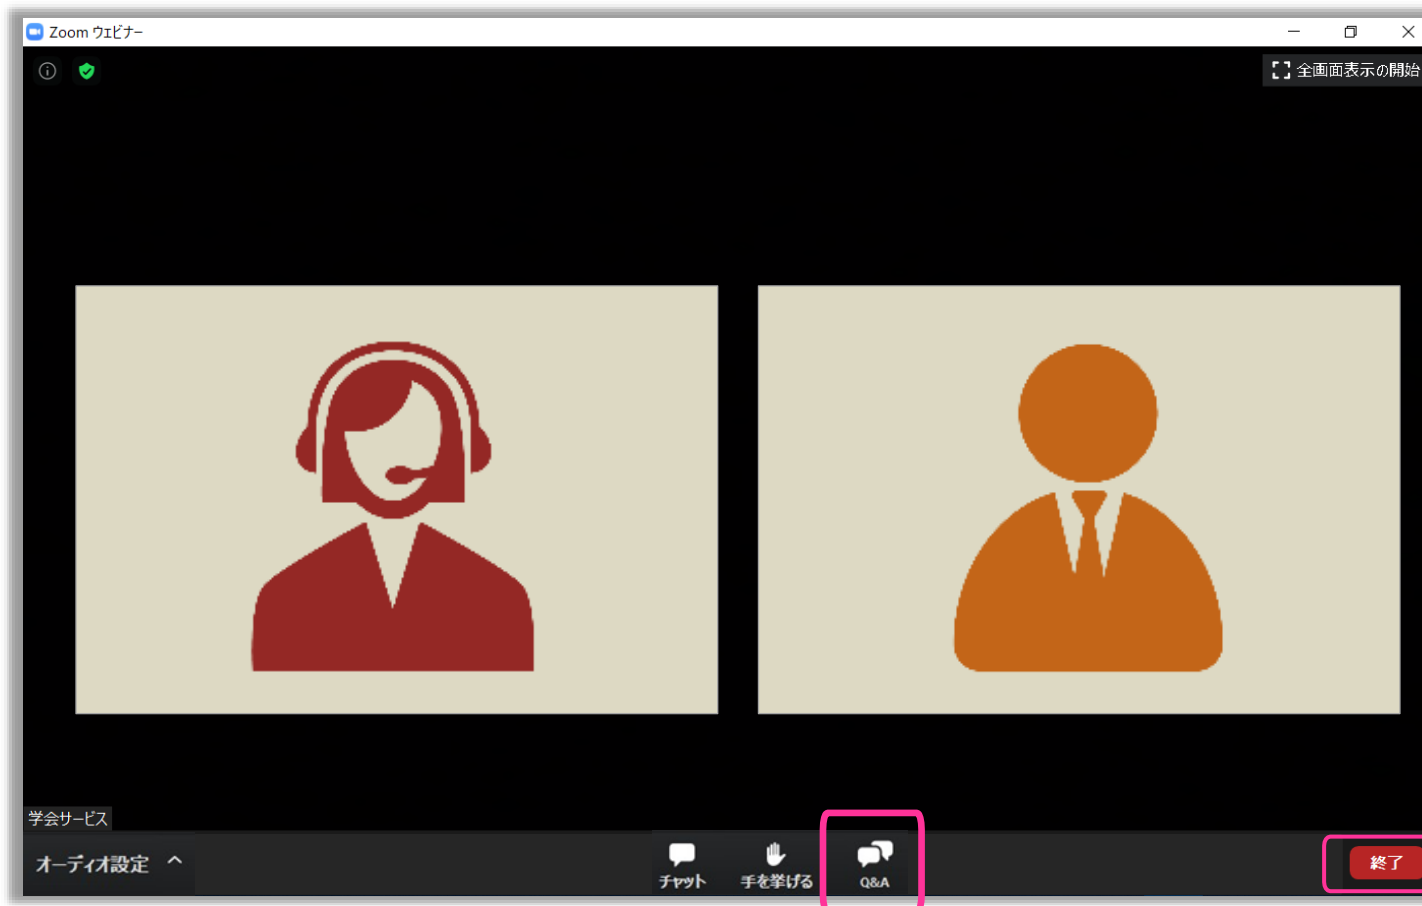 Zoom ウェビナー
全画面表示の開始
学会サービス
オーディオ設定
チャット
手を挙げる
Q&A
終了